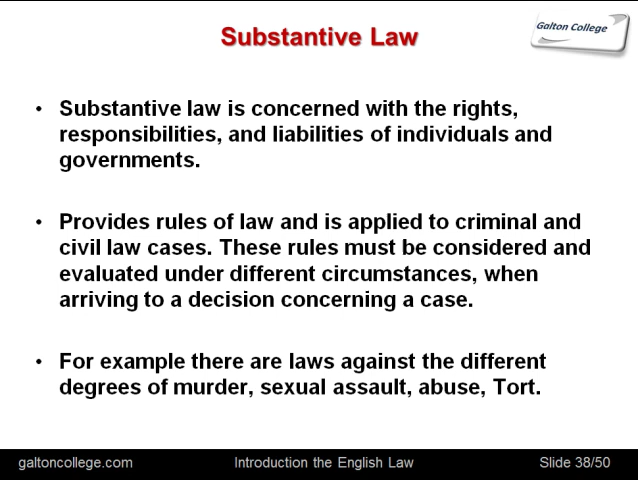 Substantive Law
Galton College
• Substantive law is concerned with the rights,
responsibilities, and liabilities of individuals and
governments.
• Provides rules of law and is applied to criminal and
civil law cases. These rules must be considered and
evaluated under different circumstances, when
arriving to a decision concerning a case.
• For example there are laws against the different
degrees of murder, sexual assault, abuse, Tort.
galtoncollege.com Introduction the English Law Slide 38/50